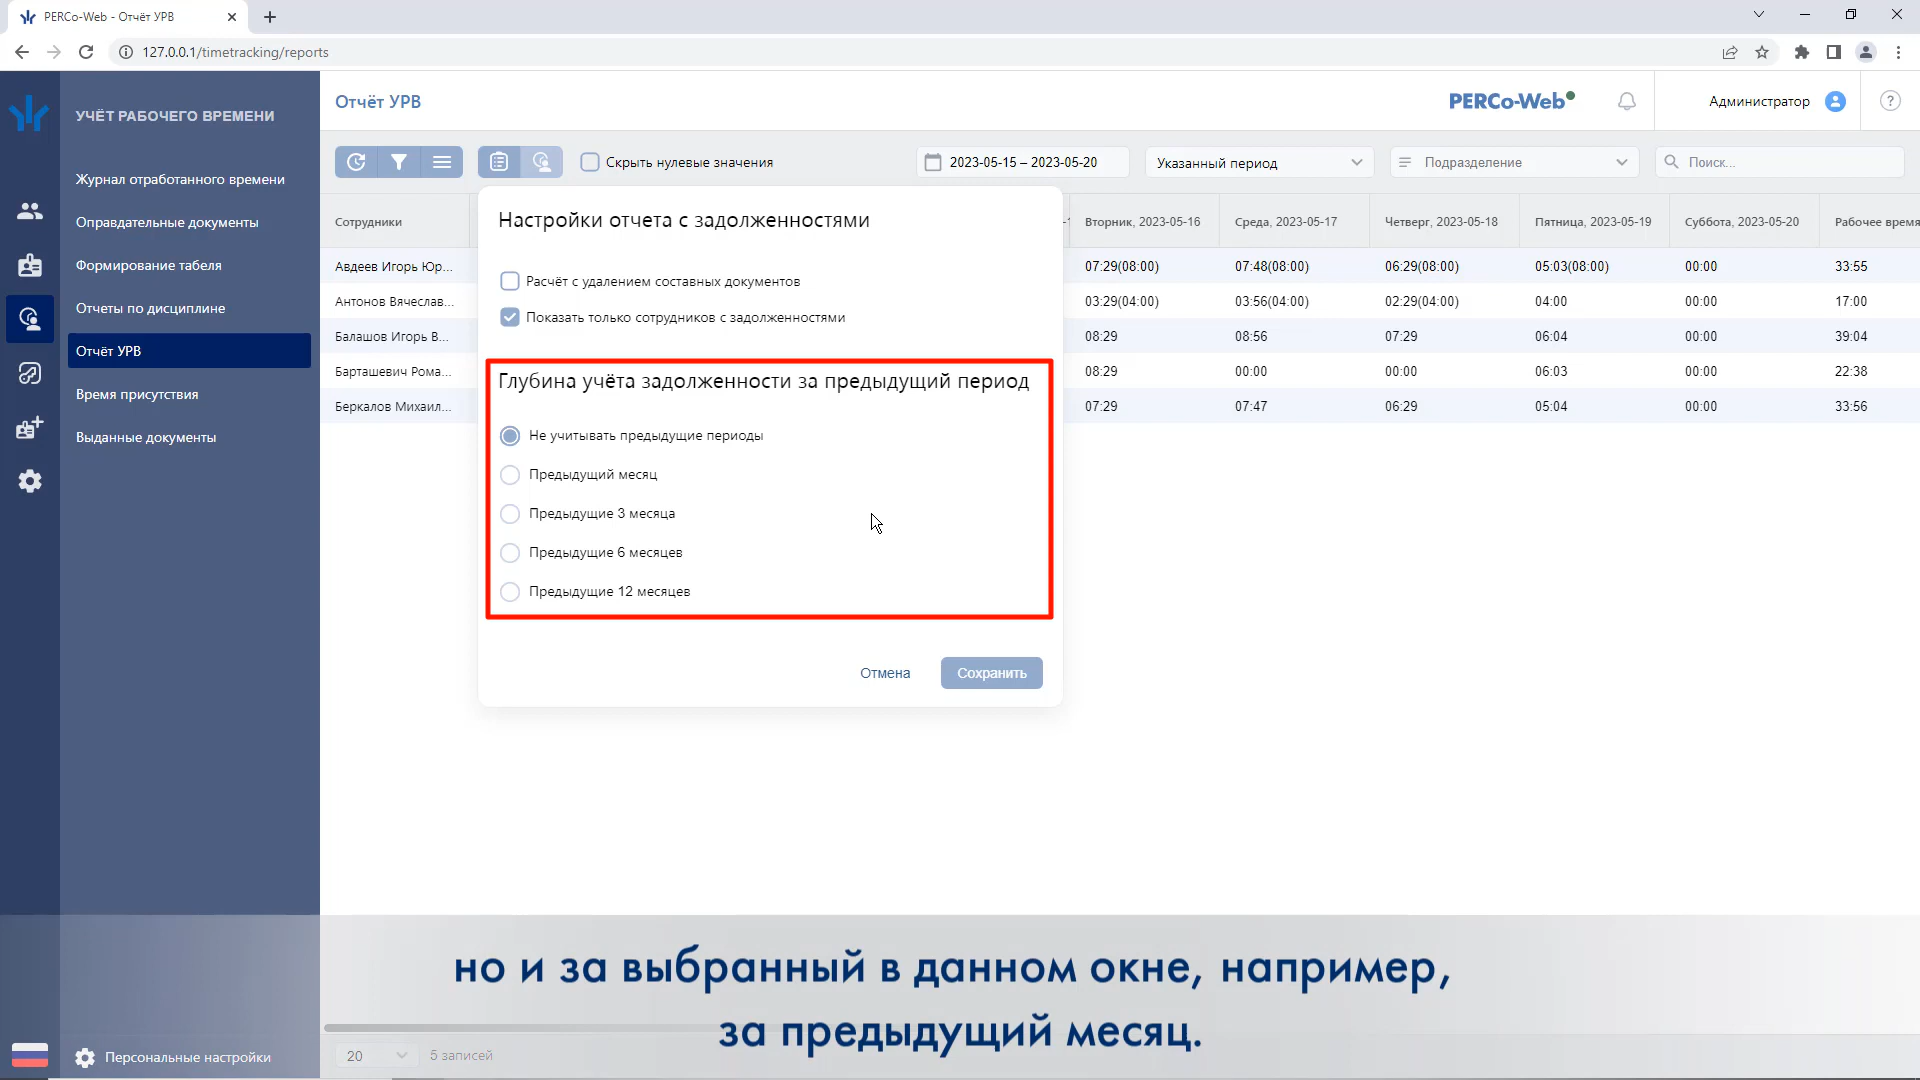 PERCo-Web - Отчёт УРВ
127.0.0.1/timetracking/reports
УЧЁТ РАБОЧЕГО ВРЕМЕНИ
Журнал отработанного времени
Оправдательные документы
Формирование табеля
Отчеты по дисциплине
Отчёт УРВ
Время присутствия
Выданные документы
Персональные настройки
Отчёт УРВ
PERCo-Web
Администратор
?
Скрыть нулевые значения
2023-05-15 – 2023-05-20
Указанный период
Подразделение
Поиск...
Сотрудники
Вторник, 2023-05-16
Среда, 2023-05-17
Четверг, 2023-05-18
Пятница, 2023-05-19
Суббота, 2023-05-20
Рабочее время
Авдеев Игорь Юр... 07:29(08:00) 07:48(08:00) 06:29(08:00) 05:03(08:00) 00:00 33:55
Антонов Вячеслав... 03:29(04:00) 03:56(04:00) 02:29(04:00) 04:00 00:00 17:00
Балашов Игорь В... 08:29 08:56 07:29 06:04 00:00 39:04
Барташевич Рома... 08:29 00:00 00:00 06:03 00:00 22:38
Беркалов Михаил... 07:29 07:47 06:29 05:04 00:00 33:56
Настройки отчета с задолженностями
Расчёт с удалением составных документов
Показать только сотрудников с задолженностями
Глубина учёта задолженности за предыдущий период
Не учитывать предыдущие периоды
Предыдущий месяц
Предыдущие 3 месяца
Предыдущие 6 месяцев
Предыдущие 12 месяцев
Отмена
Сохранить
но и за выбранный в данном окне, например,
за предыдущий месяц.
20
5 записей